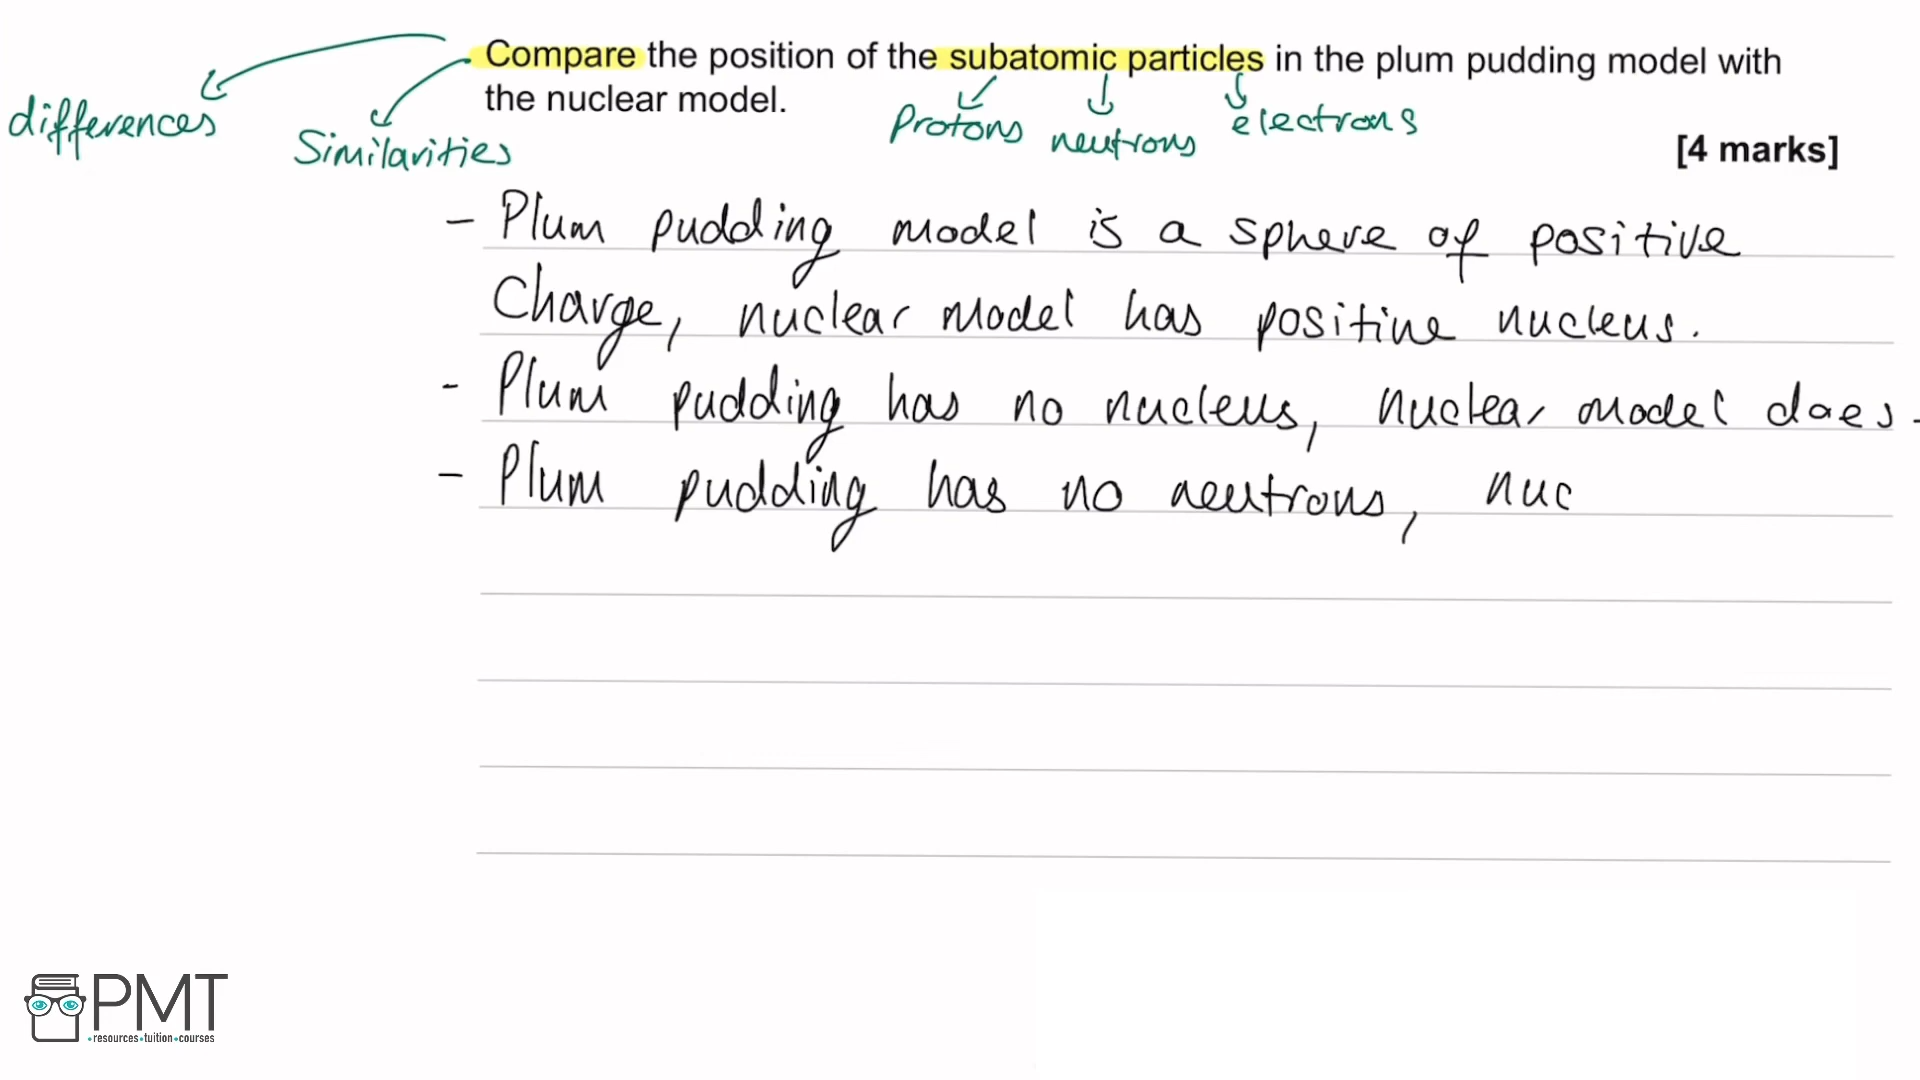 Compare the position of the subatomic particles in the plum pudding model with
the nuclear model.
differences
Similarities
Protons neutrons electrons
[4 marks]
- Plum pudding model is a sphere of positive
Charge, nuclear model has positive nucleus.
- Plum pudding has no nucleus, nuclear model does.
- Plum pudding has no neutrons, nuc
PMT
•resources•tuition•courses